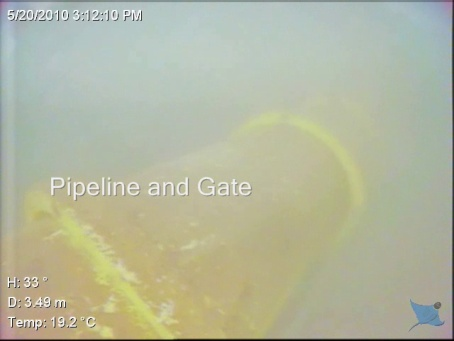 5/20/2010 3:12:10 PM
Pipeline and Gate
H: 33 °
D: 3.49 m
Temp: 19.2 °C